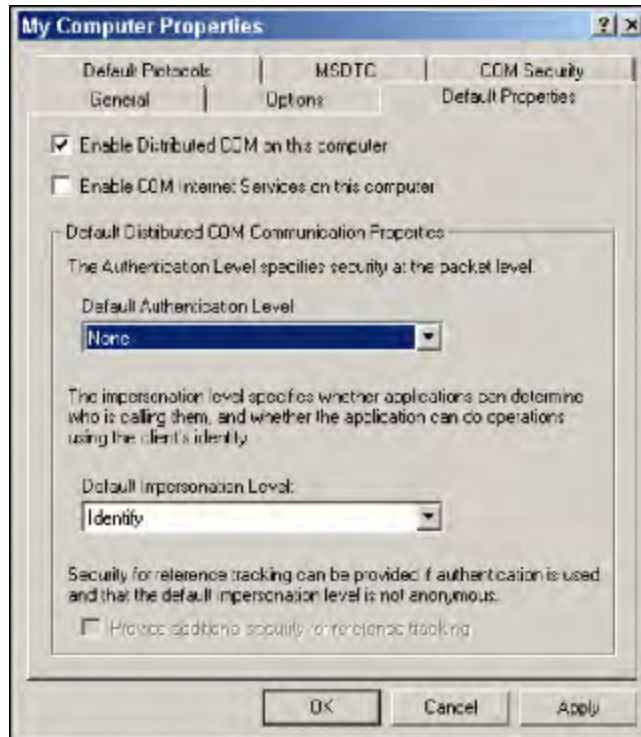 My Computer Properties
Default Protocols
MSDTC
COM Security
General
Options
Default Properties
Enable Distributed COM on this computer
Enable COM Internet Services on this computer
Default Distributed COM Communication Properties
The Authentication Level specifies security at the packet level.
Default Authentication Level
None
The impersonation level specifies whether applications can determine
who is calling them, and whether the application can do operations
using the client's identity.
Default Impersonation Level:
Identify
Security for reference tracking can be provided if authentication is used
and that the default impersonation level is not anonymous.
Provide additional security for reference tracking
OK
Cancel
Apply